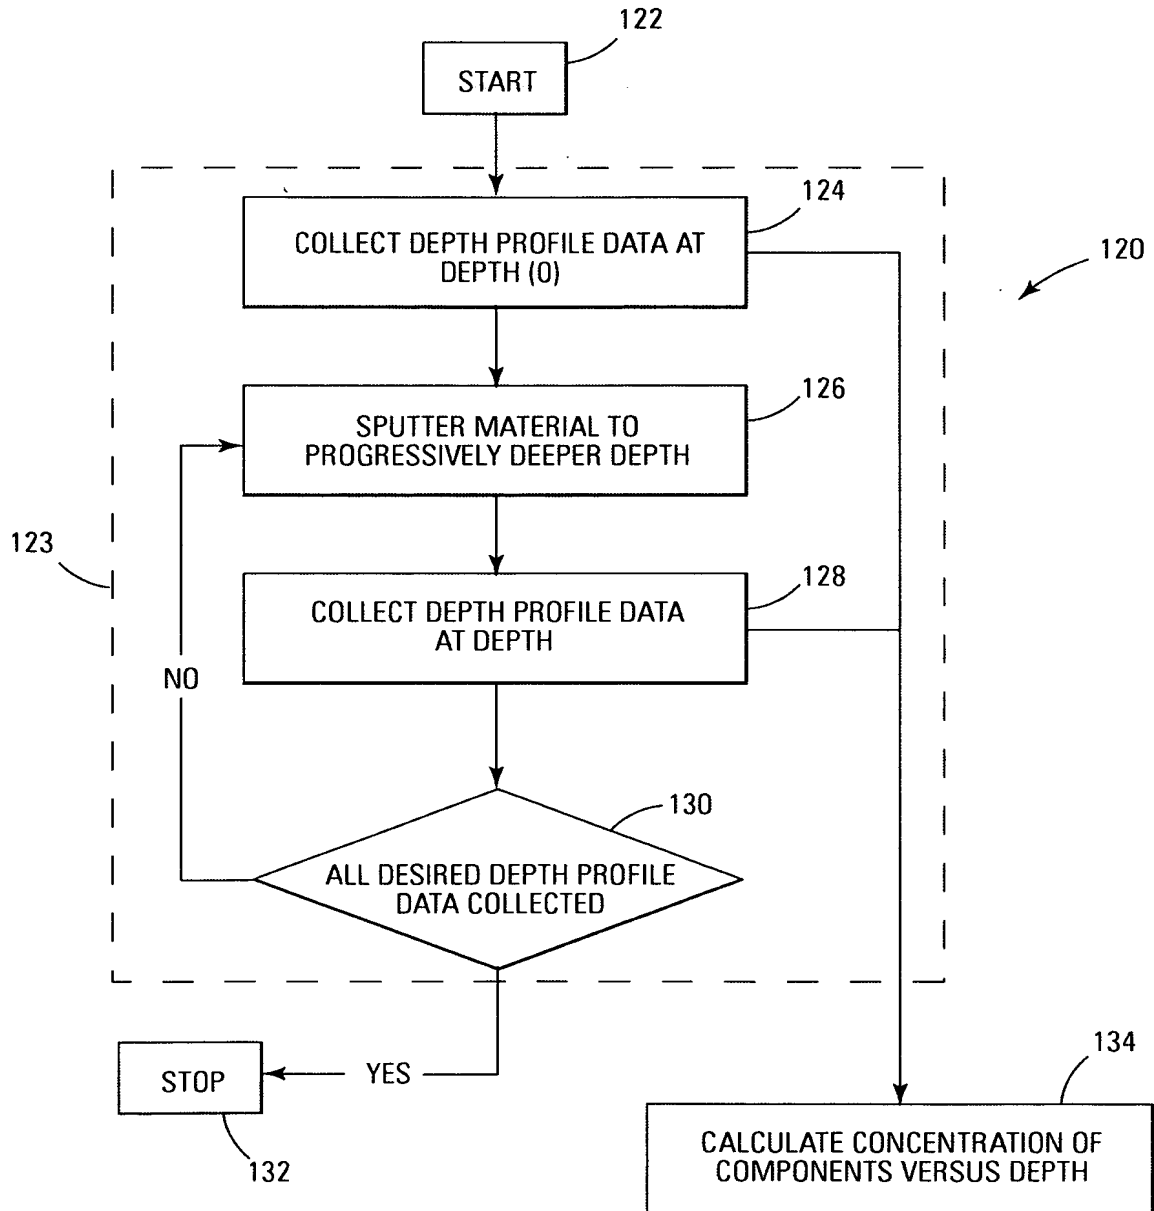 122
START
124
COLLECT DEPTH PROFILE DATA AT
DEPTH (0)
120
126
SPUTTER MATERIAL TO
PROGRESSIVELY DEEPER DEPTH
123
128
COLLECT DEPTH PROFILE DATA
AT DEPTH
NO
130
ALL DESIRED DEPTH PROFILE
DATA COLLECTED
134
STOP
YES
132
CALCULATE CONCENTRATION OF
COMPONENTS VERSUS DEPTH